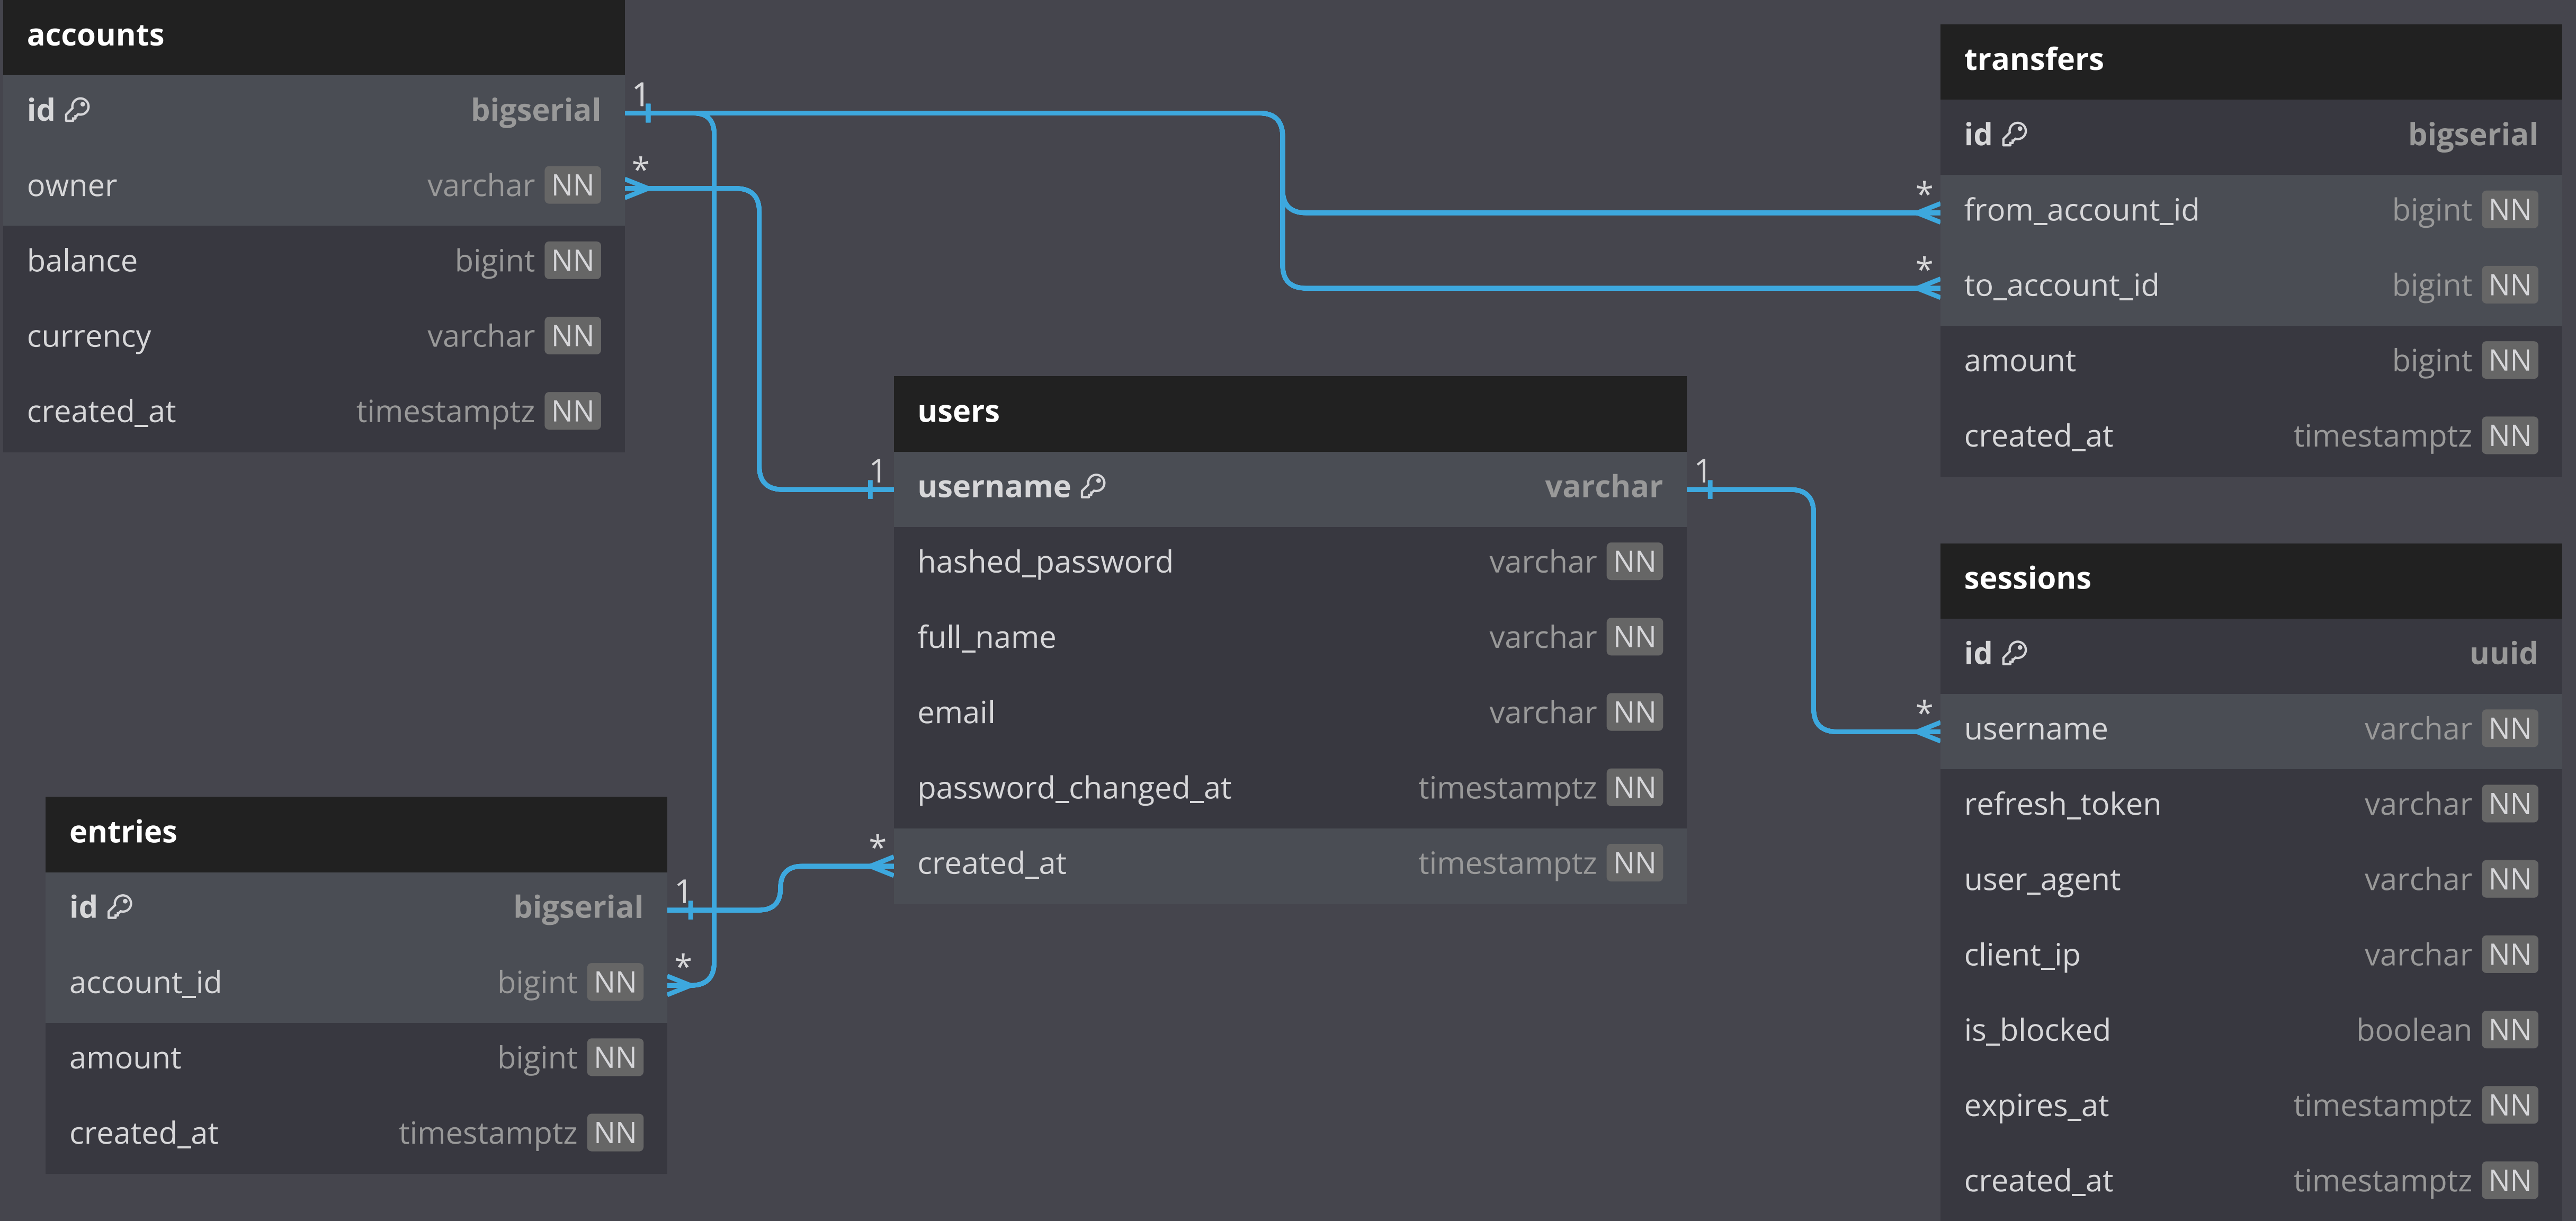 accounts
id bigserial
owner varchar NN
balance bigint NN
currency varchar NN
created_at timestamptz NN
1
*
transfers
id bigserial
from_account_id bigint NN
to_account_id bigint NN
amount bigint NN
created_at timestamptz NN
*
*
users
username varchar
hashed_password varchar NN
full_name varchar NN
email varchar NN
password_changed_at timestamptz NN
created_at timestamptz NN
1
1
*
sessions
id uuid
username varchar NN
refresh_token varchar NN
user_agent varchar NN
client_ip varchar NN
is_blocked boolean NN
expires_at timestamptz NN
created_at timestamptz NN
*
entries
id bigserial
account_id bigint NN
amount bigint NN
created_at timestamptz NN
1
*